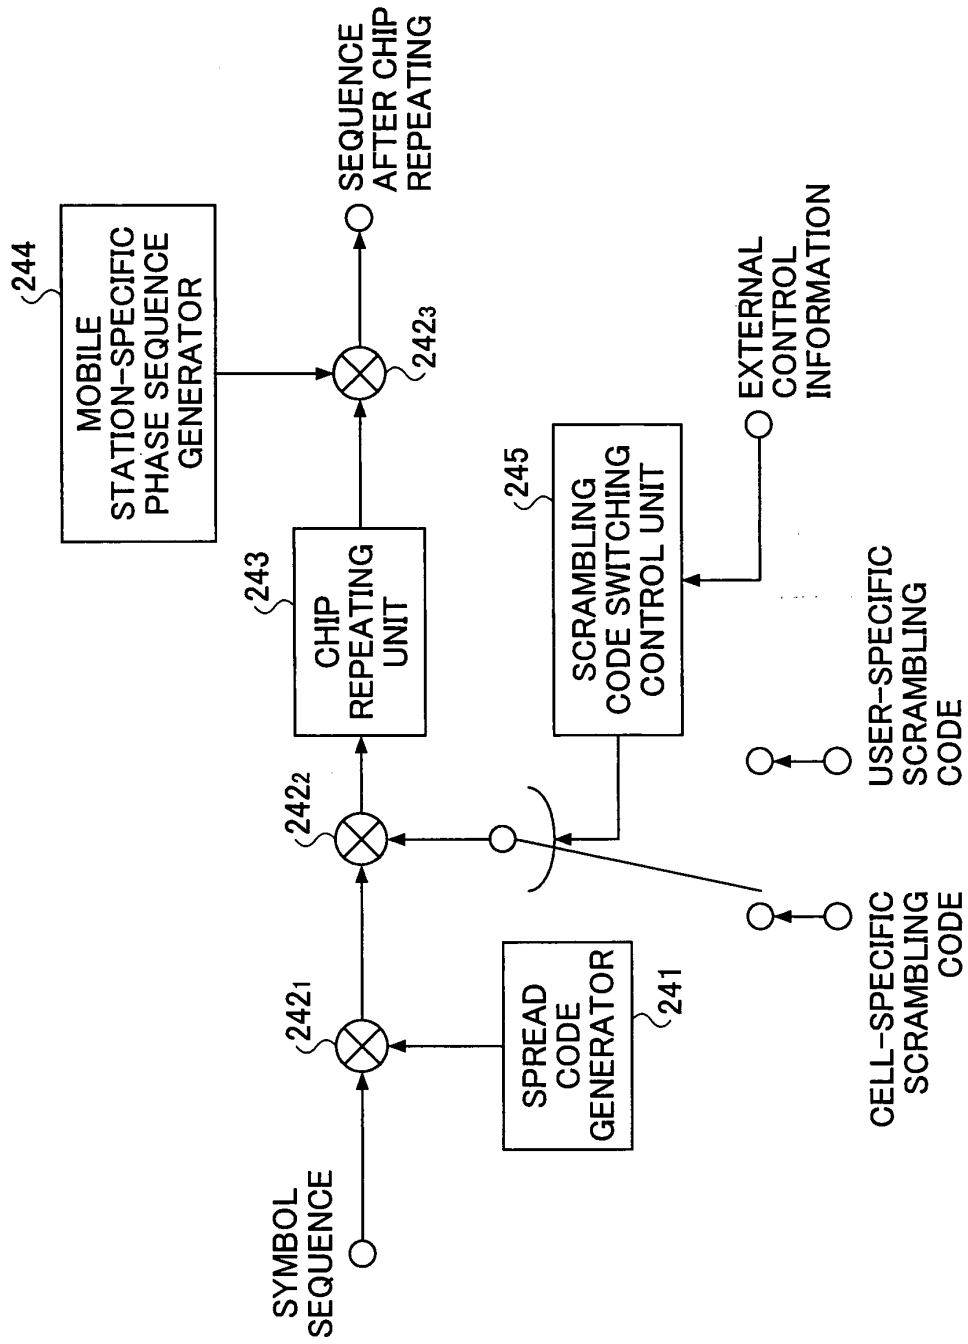 244
MOBILE
STATION-SPECIFIC
PHASE SEQUENCE
GENERATOR
SEQUENCE
AFTER CHIP
REPEATING
242₃
243
CHIP
REPEATING
UNIT
242₂
242₁
SYMBOL
SEQUENCE
SPREAD
CODE
GENERATOR
241
245
SCRAMBLING
CODE SWITCHING
CONTROL UNIT
EXTERNAL
CONTROL
INFORMATION
CELL-SPECIFIC
SCRAMBLING
CODE
USER-SPECIFIC
SCRAMBLING
CODE